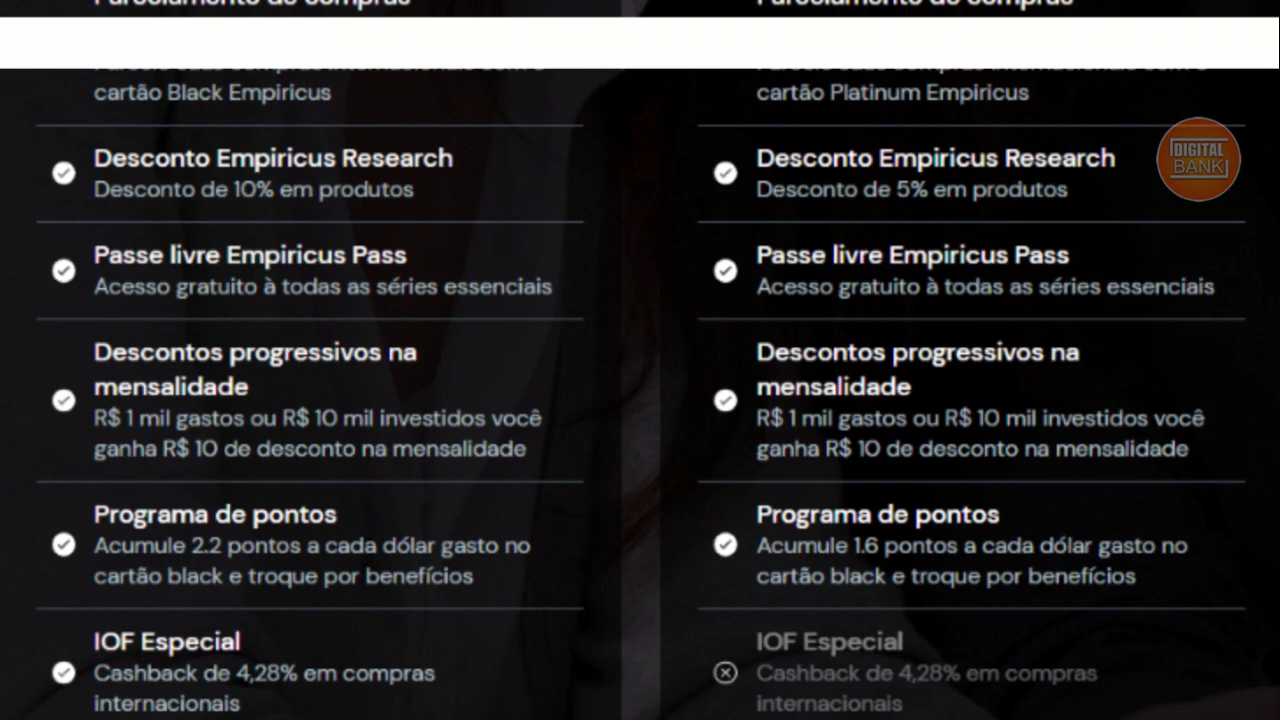 Parcelamento de compras
cartão Black Empiricus
Desconto Empiricus Research
Desconto de 10% em produtos
Passe livre Empiricus Pass
Acesso gratuito à todas as séries essenciais
Descontos progressivos na
mensalidade
R$ 1 mil gastos ou R$ 10 mil investidos você
ganha R$ 10 de desconto na mensalidade
Programa de pontos
Acumule 2.2 pontos a cada dólar gasto no
cartão black e troque por benefícios
IOF Especial
Cashback de 4,28% em compras
internacionais
Parcelamento de compras
cartão Platinum Empiricus
Desconto Empiricus Research
Desconto de 5% em produtos
Passe livre Empiricus Pass
Acesso gratuito à todas as séries essenciais
Descontos progressivos na
mensalidade
R$ 1 mil gastos ou R$ 10 mil investidos você
ganha R$ 10 de desconto na mensalidade
Programa de pontos
Acumule 1.6 pontos a cada dólar gasto no
cartão black e troque por benefícios
IOF Especial
Cashback de 4,28% em compras
internacionais
DIGITAL
BANK